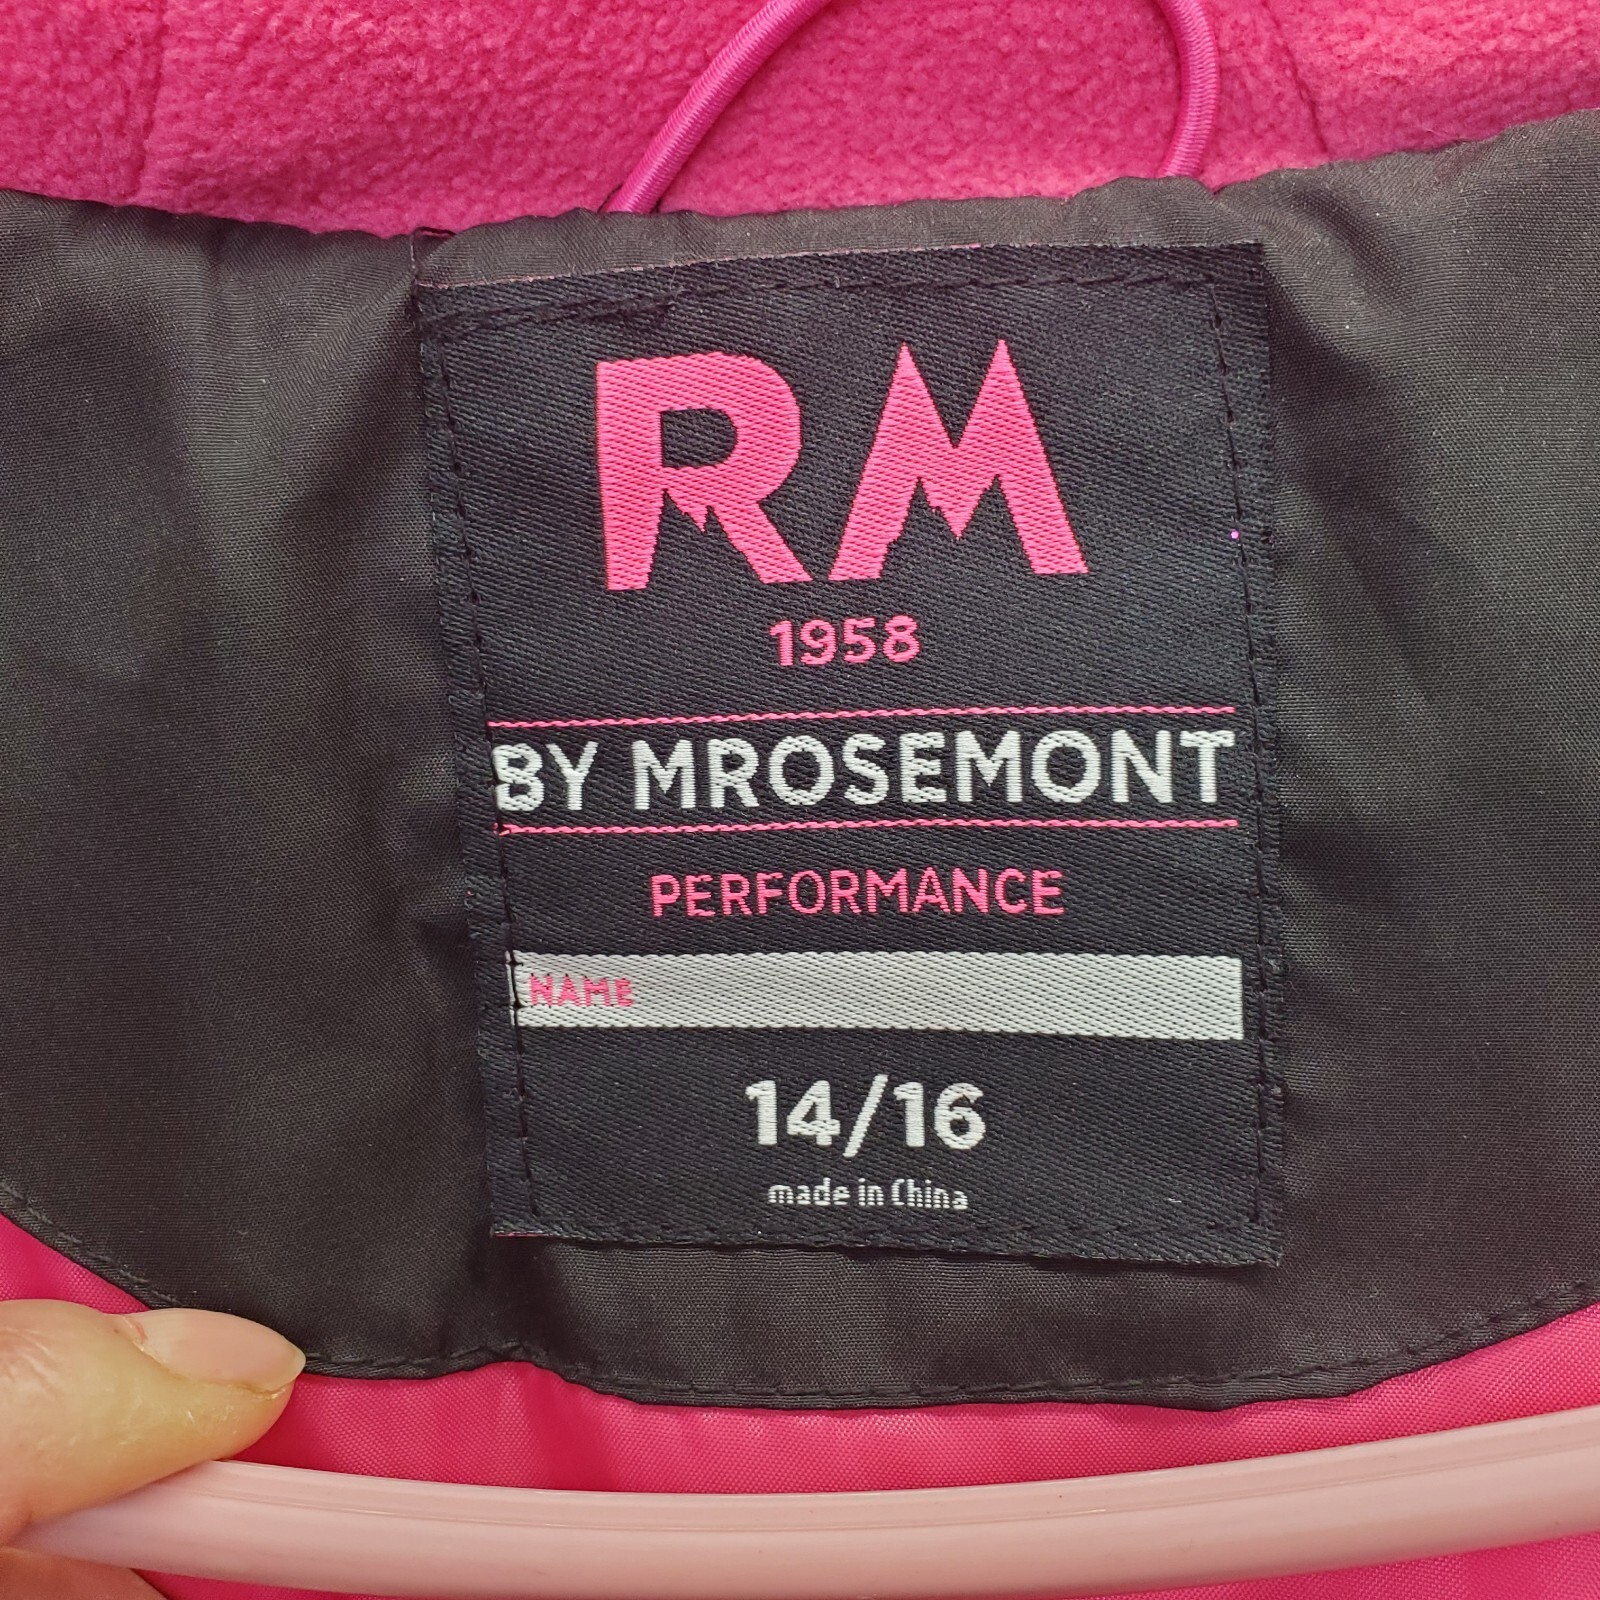 RM
1958
BY MROSEMONT
PERFORMANCE
NAME
14/16
made in China